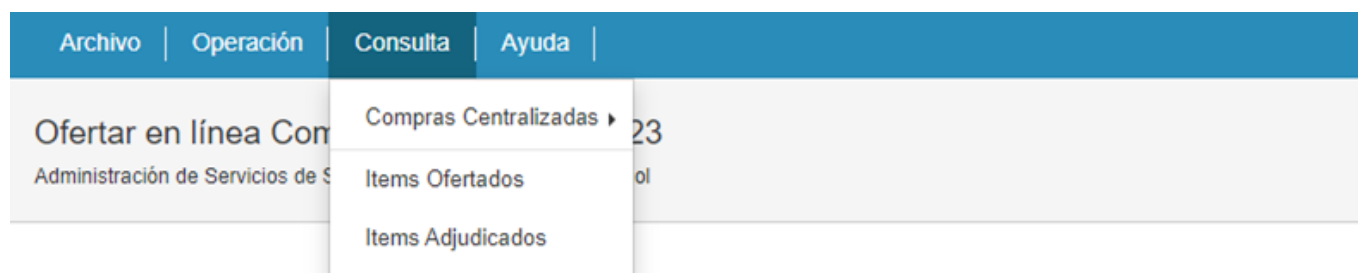 Archivo | Operación | Consulta | Ayuda |
Compras Centralizadas
Ofertar en línea Com 23
Administración de Servicios de S ol
Items Ofertados
Items Adjudicados